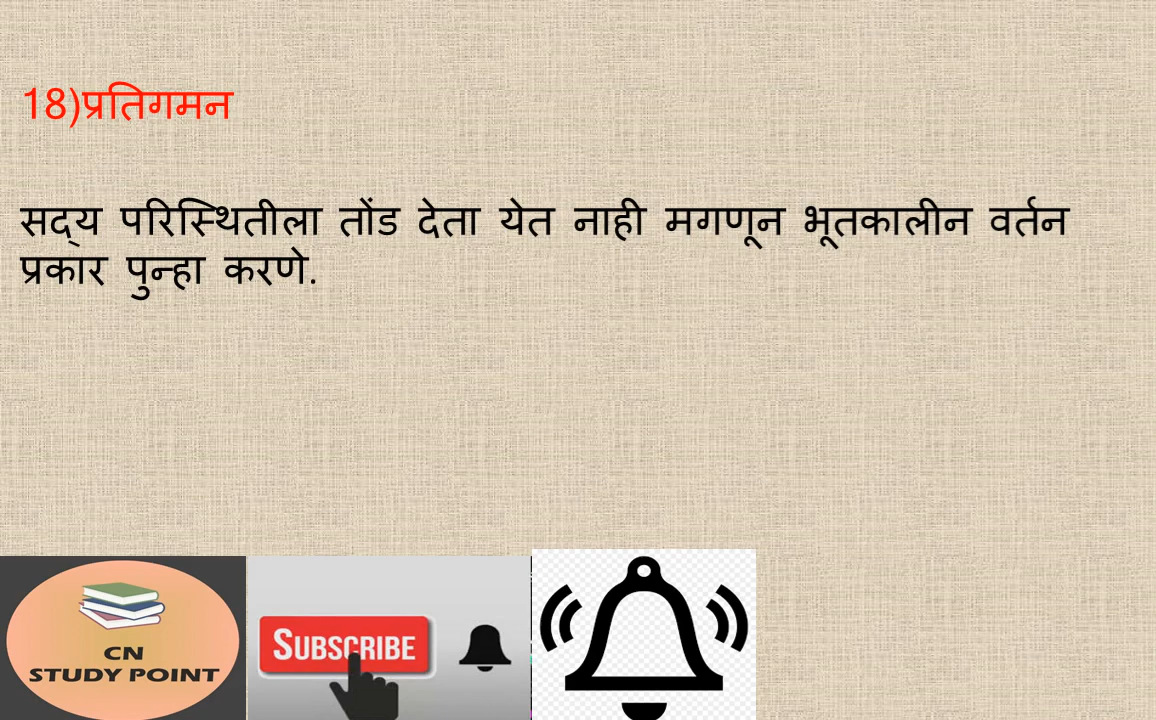 18)प्रतिगमन
सद्य परिस्थितीला तोंड देता येत नाही मगणून भूतकालीन वर्तन
प्रकार पुन्हा करणे.
CN
STUDY POINT
SUBSCRIBE